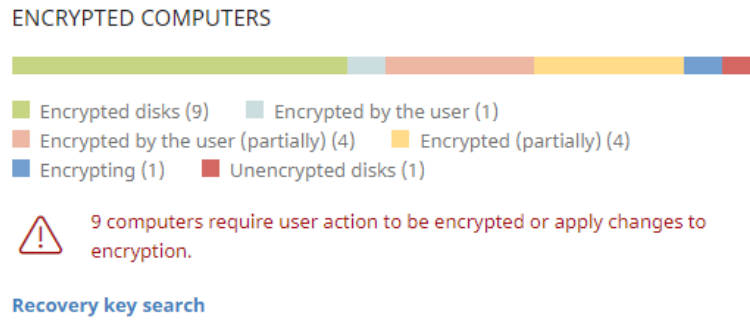 ENCRYPTED COMPUTERS
Encrypted disks (9) Encrypted by the user (1)
Encrypted by the user (partially) (4) Encrypted (partially) (4)
Encrypting (1) Unencrypted disks (1)
9 computers require user action to be encrypted or apply changes to
encryption.
Recovery key search